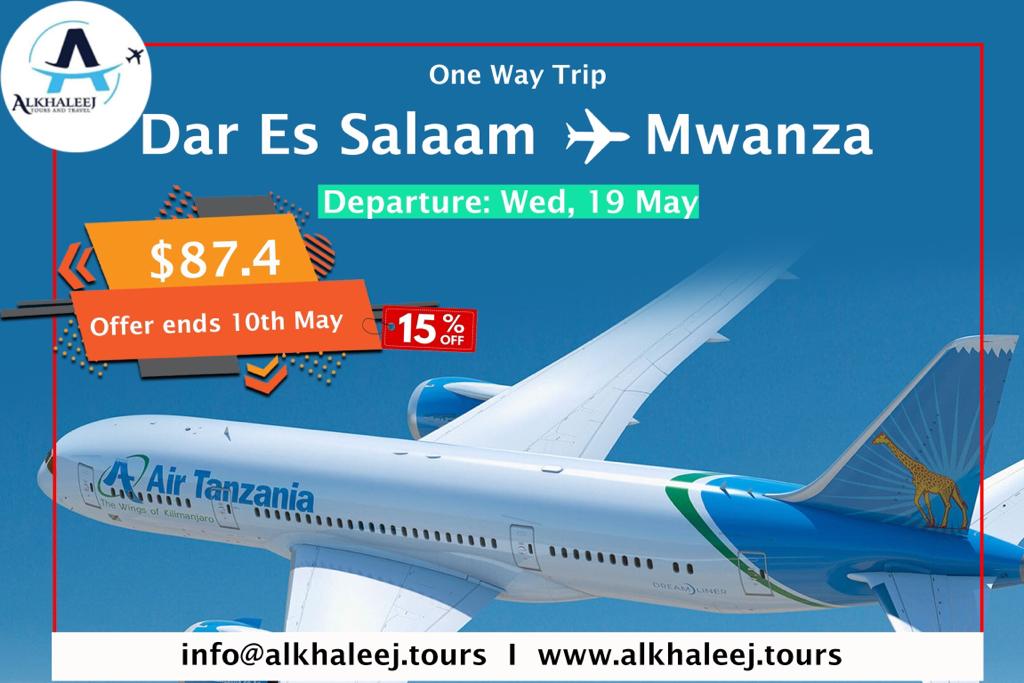 ALKHALEEJ
TOURS AND TRAVEL
One Way Trip
Dar Es Salaam Mwanza
Departure: Wed, 19 May
$87.4
Offer ends 10th May
15% OFF
Air Tanzania
The Wings of Kilimanjaro
DREAMLINER
info@alkhaleej.tours I www.alkhaleej.tours